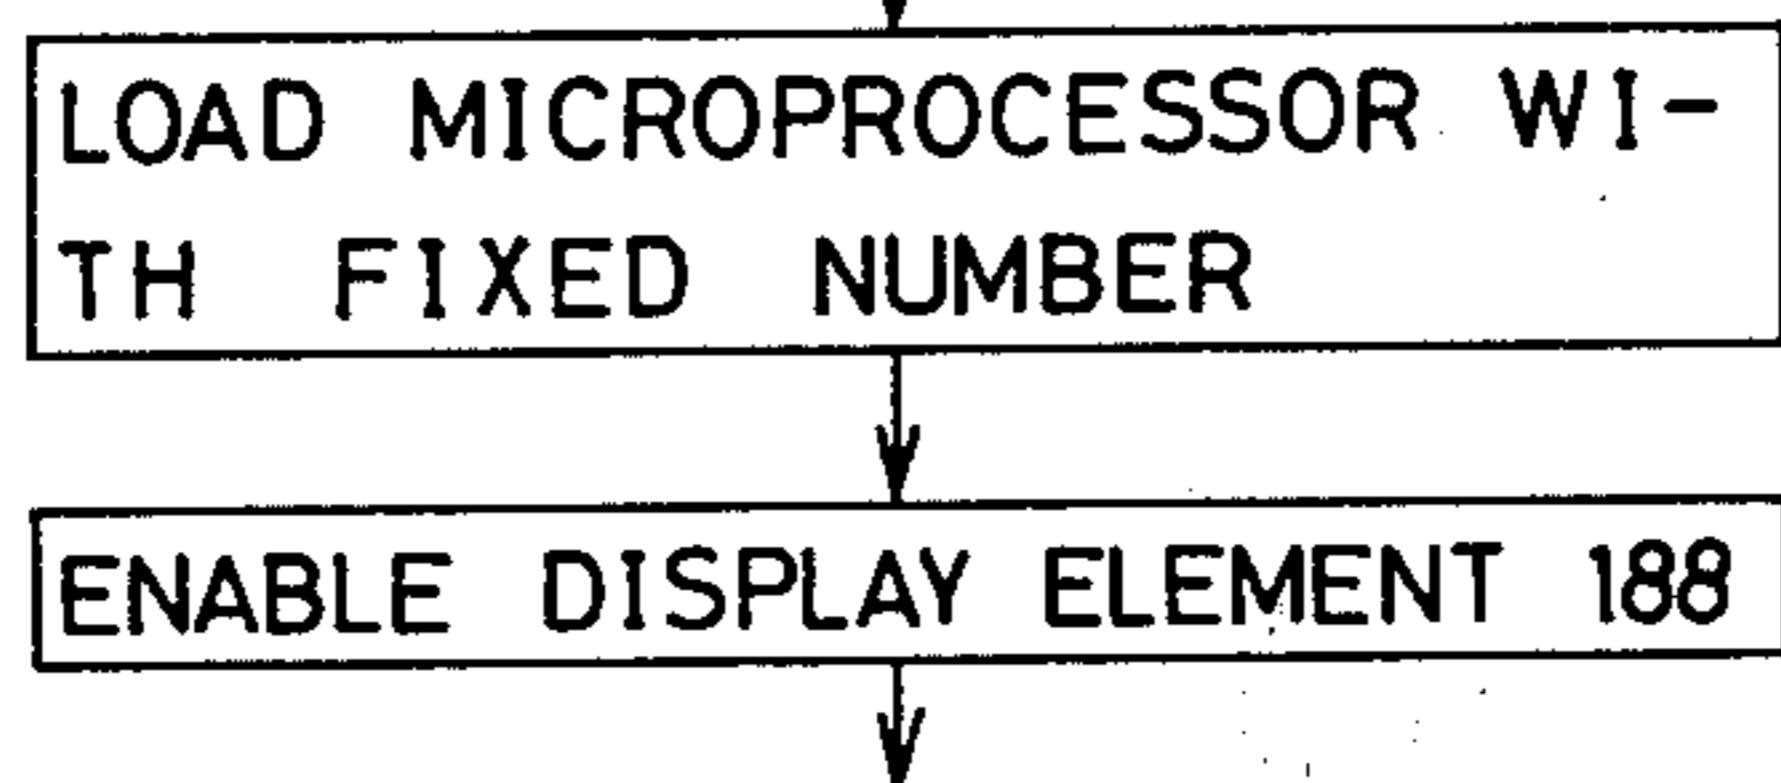 LOAD MICROPROCESSOR WI-
TH FIXED NUMBER
ENABLE DISPLAY ELEMENT 188